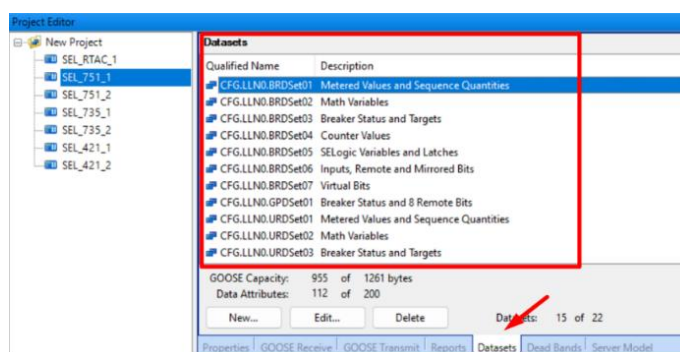 Project Editor
New Project
SEL_RTAC_1
SEL_751_1
SEL_751_2
SEL_735_1
SEL_735_2
SEL_421_1
SEL_421_2
Datasets
Qualified Name Description
CFG.LLN0.BRDSet01 Metered Values and Sequence Quantities
CFG.LLN0.BRDSet02 Math Variables
CFG.LLN0.BRDSet03 Breaker Status and Targets
CFG.LLN0.BRDSet04 Counter Values
CFG.LLN0.BRDSet05 SELogic Variables and Latches
CFG.LLN0.BRDSet06 Inputs, Remote and Mirrored Bits
CFG.LLN0.BRDSet07 Virtual Bits
CFG.LLN0.GPDSet01 Breaker Status and 8 Remote Bits
CFG.LLN0.URDSet01 Metered Values and Sequence Quantities
CFG.LLN0.URDSet02 Math Variables
CFG.LLN0.URDSet03 Breaker Status and Targets
GOOSE Capacity: 955 of 1261 bytes
Data Attributes: 112 of 200
New... Edit... Delete Datasets: 15 of 22
Properties GOOSE Receive GOOSE Transmit Reports Datasets Dead Bands Server Model